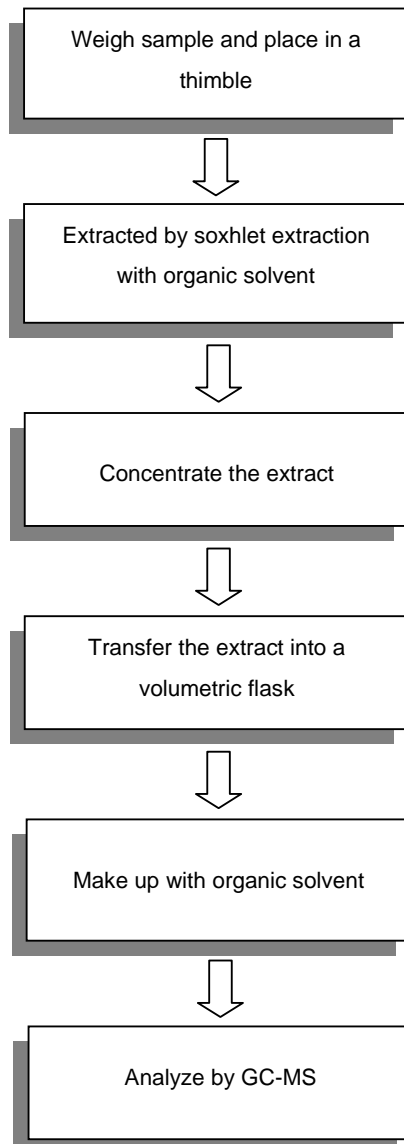 Weigh sample and place in a
thimble
Extracted by soxhlet extraction
with organic solvent
Concentrate the extract
Transfer the extract into a
volumetric flask
Make up with organic solvent
Analyze by GC-MS